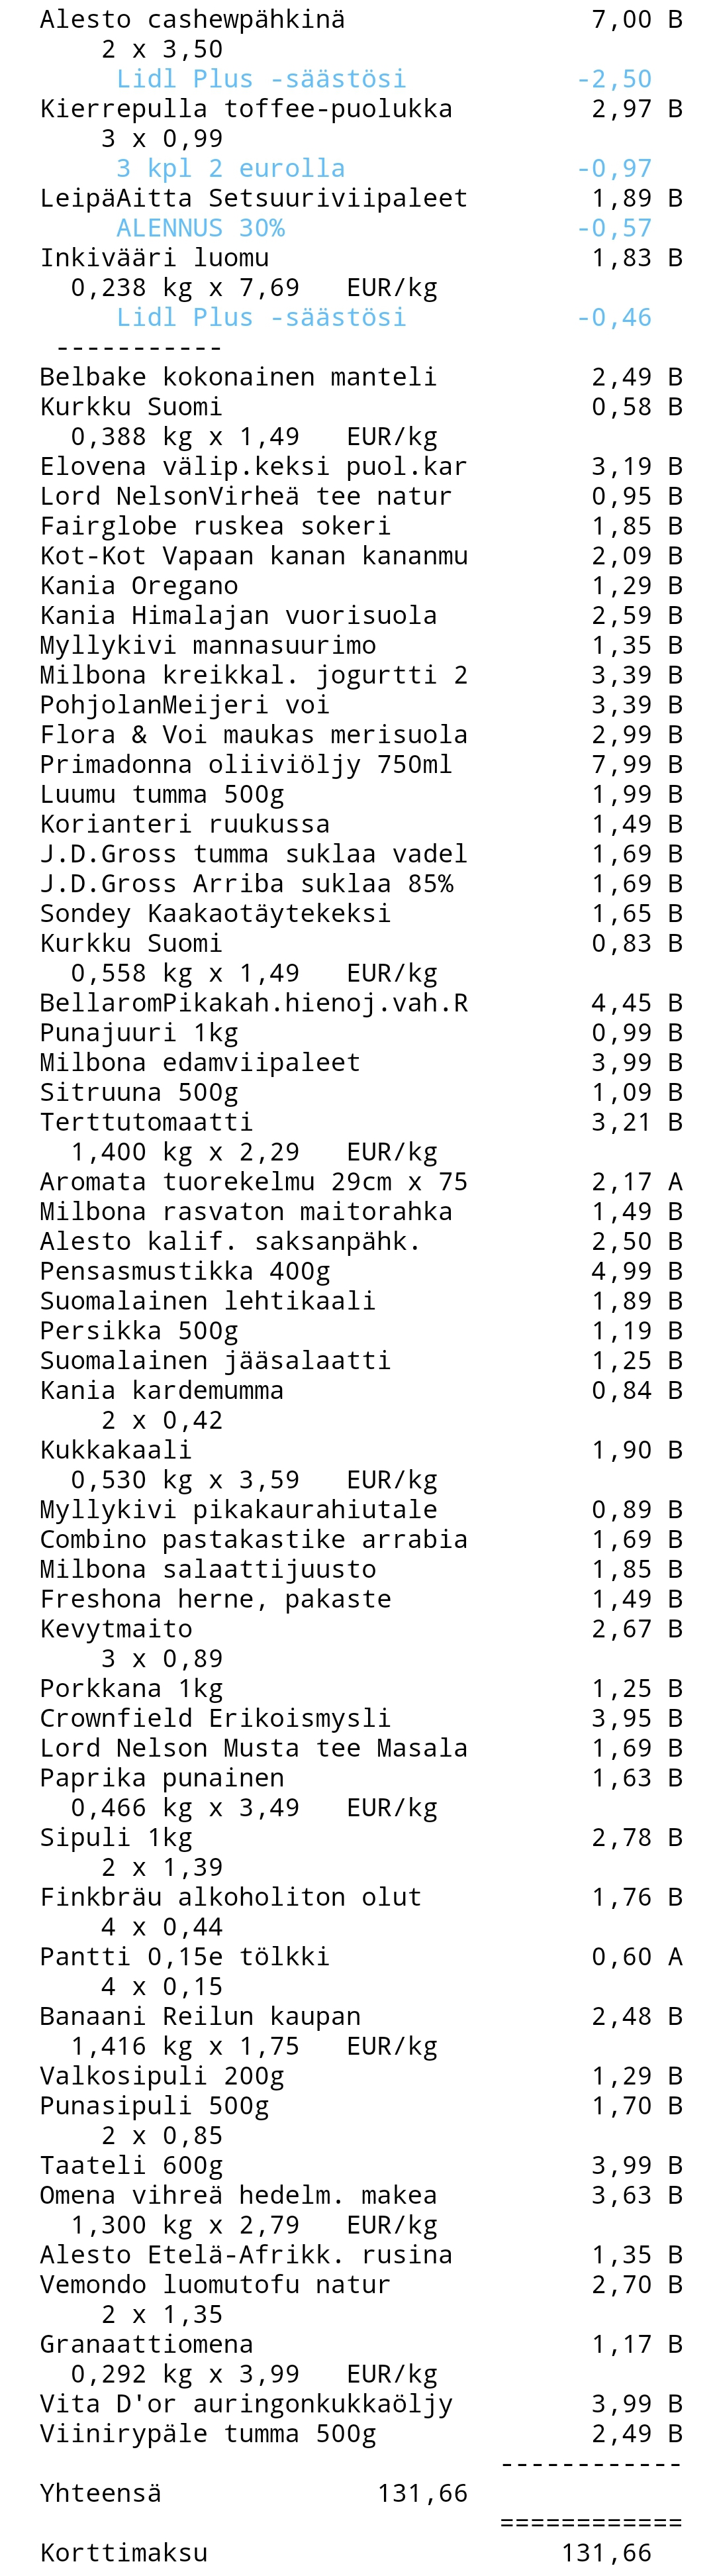 Alesto cashewpähkinä 7,00 B
2 x 3,50
Lidl Plus -säästösi -2,50
Kierrepulla toffee-puolukka 2,97 B
3 x 0,99
3 kpl 2 eurolla -0,97
LeipäAitta Setsuuriviipaleet 1,89 B
ALENNUS 30% -0,57
Inkivääri luomu 1,83 B
0,238 kg x 7,69 EUR/kg
Lidl Plus -säästösi -0,46
-----------
Belbake kokonainen manteli 2,49 B
Kurkku Suomi 0,58 B
0,388 kg x 1,49 EUR/kg
Elovena välip.keksi puol.kar 3,19 B
Lord NelsonVirheä tee natur 0,95 B
Fairglobe ruskea sokeri 1,85 B
Kot-Kot Vapaan kanan kananmu 2,09 B
Kania Oregano 1,29 B
Kania Himalajan vuorisuola 2,59 B
Myllykivi mannasuurimo 1,35 B
Milbona kreikkal. jogurtti 2 3,39 B
PohjolanMeijeri voi 3,39 B
Flora & Voi maukas merisuola 2,99 B
Primadonna oliiviöljy 750ml 7,99 B
Luumu tumma 500g 1,99 B
Korianteri ruukussa 1,49 B
J.D.Gross tumma suklaa vadel 1,69 B
J.D.Gross Arriba suklaa 85% 1,69 B
Sondey Kaakaotäytekeksi 1,65 B
Kurkku Suomi 0,83 B
0,558 kg x 1,49 EUR/kg
BellaromPikakah.hienoj.vah.R 4,45 B
Punajuuri 1kg 0,99 B
Milbona edamviipaleet 3,99 B
Sitruuna 500g 1,09 B
Terttutomaatti 3,21 B
1,400 kg x 2,29 EUR/kg
Aromata tuorekelmu 29cm x 75 2,17 A
Milbona rasvaton maitorahka 1,49 B
Alesto kalif. saksanpähk. 2,50 B
Pensasmustikka 400g 4,99 B
Suomalainen lehtikaali 1,89 B
Persikka 500g 1,19 B
Suomalainen jääsalaatti 1,25 B
Kania kardemumma 0,84 B
2 x 0,42
Kukkakaali 1,90 B
0,530 kg x 3,59 EUR/kg
Myllykivi pikakaurahiutale 0,89 B
Combino pastakastike arrabia 1,69 B
Milbona salaattijuusto 1,85 B
Freshona herne, pakaste 1,49 B
Kevytmaito 2,67 B
3 x 0,89
Porkkana 1kg 1,25 B
Crownfield Erikoismysli 3,95 B
Lord Nelson Musta tee Masala 1,69 B
Paprika punainen 1,63 B
0,466 kg x 3,49 EUR/kg
Sipuli 1kg 2,78 B
2 x 1,39
Finkbräu alkoholiton olut 1,76 B
4 x 0,44
Pantti 0,15e tölkki 0,60 A
4 x 0,15
Banaani Reilun kaupan 2,48 B
1,416 kg x 1,75 EUR/kg
Valkosipuli 200g 1,29 B
Punasipuli 500g 1,70 B
2 x 0,85
Taateli 600g 3,99 B
Omena vihreä hedelm. makea 3,63 B
1,300 kg x 2,79 EUR/kg
Alesto Etelä-Afrikk. rusina 1,35 B
Vemondo luomutofu natur 2,70 B
2 x 1,35
Granaattiomena 1,17 B
0,292 kg x 3,99 EUR/kg
Vita D'or auringonkukkaöljy 3,99 B
Viinirypäle tumma 500g 2,49 B
------------
Yhteensä 131,66
============
Korttimaksu 131,66